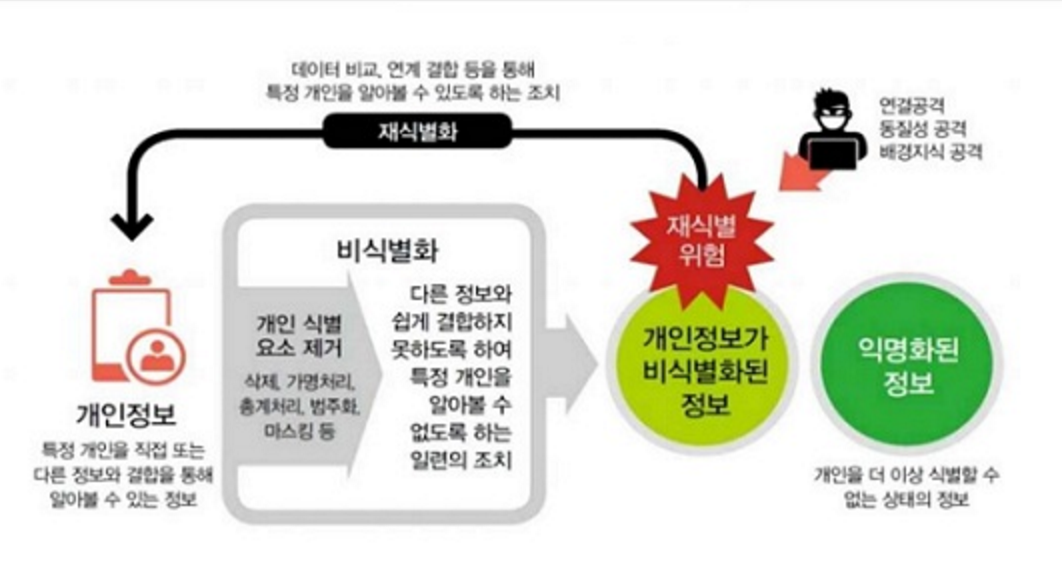 데이터 비교, 연계 결합 등을 통해
특정 개인을 알아볼 수 있도록 하는 조치
재식별화
연결공격
동질성 공격
배경지식 공격
재식별
위험
비식별화
개인 식별
요소 제거
삭제, 가명처리,
총계처리, 범주화,
마스킹 등
다른 정보와
쉽게 결합하지
못하도록 하여
특정 개인을
알아볼 수
없도록 하는
일련의 조치
개인정보
특정 개인을 직접 또는
다른 정보와 결합을 통해
알아볼 수 있는 정보
개인정보가
비식별화된
정보
익명화된
정보
개인을 더 이상 식별할 수
없는 상태의 정보